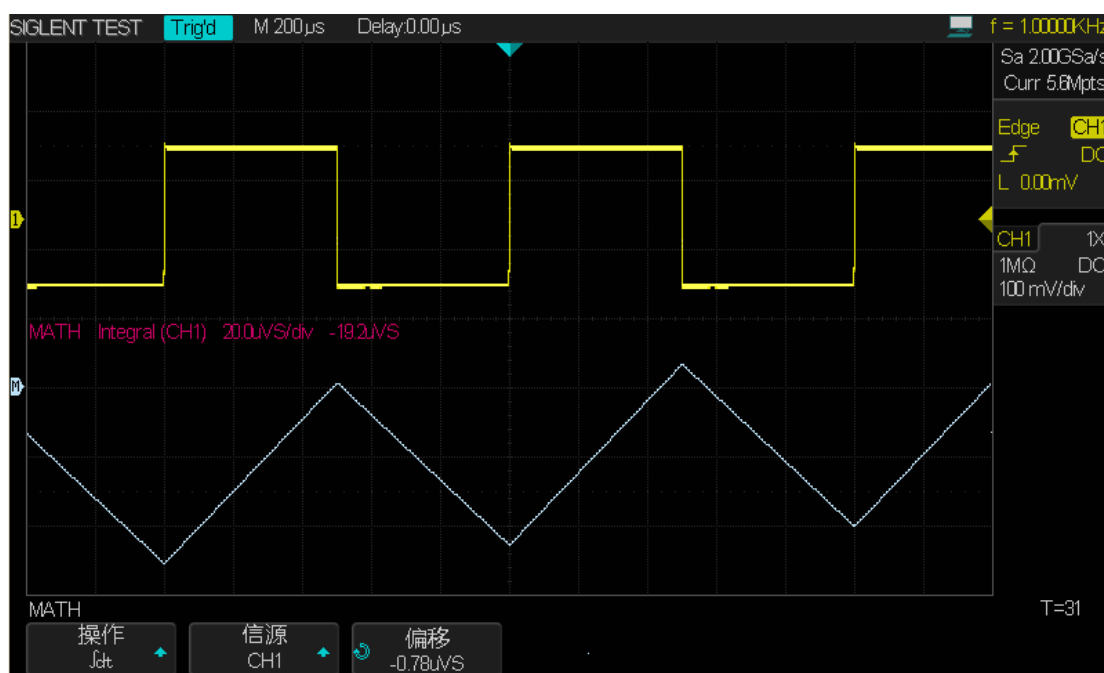 SIGLENT TEST Trig'd M 200µs Delay:0.00µs f = 1.00000KHz
Sa 2.00GSa/s
Curr 5.6Mpts
Edge CH1
DC
L 0.00mV
1
CH1 1X
1MΩ DC
100 mV/div
MATH Integral (CH1) 20.0uVS/div -19.2uVS
M
MATH T=31
操作 信源 偏移
∫dt CH1 -0.78uVS